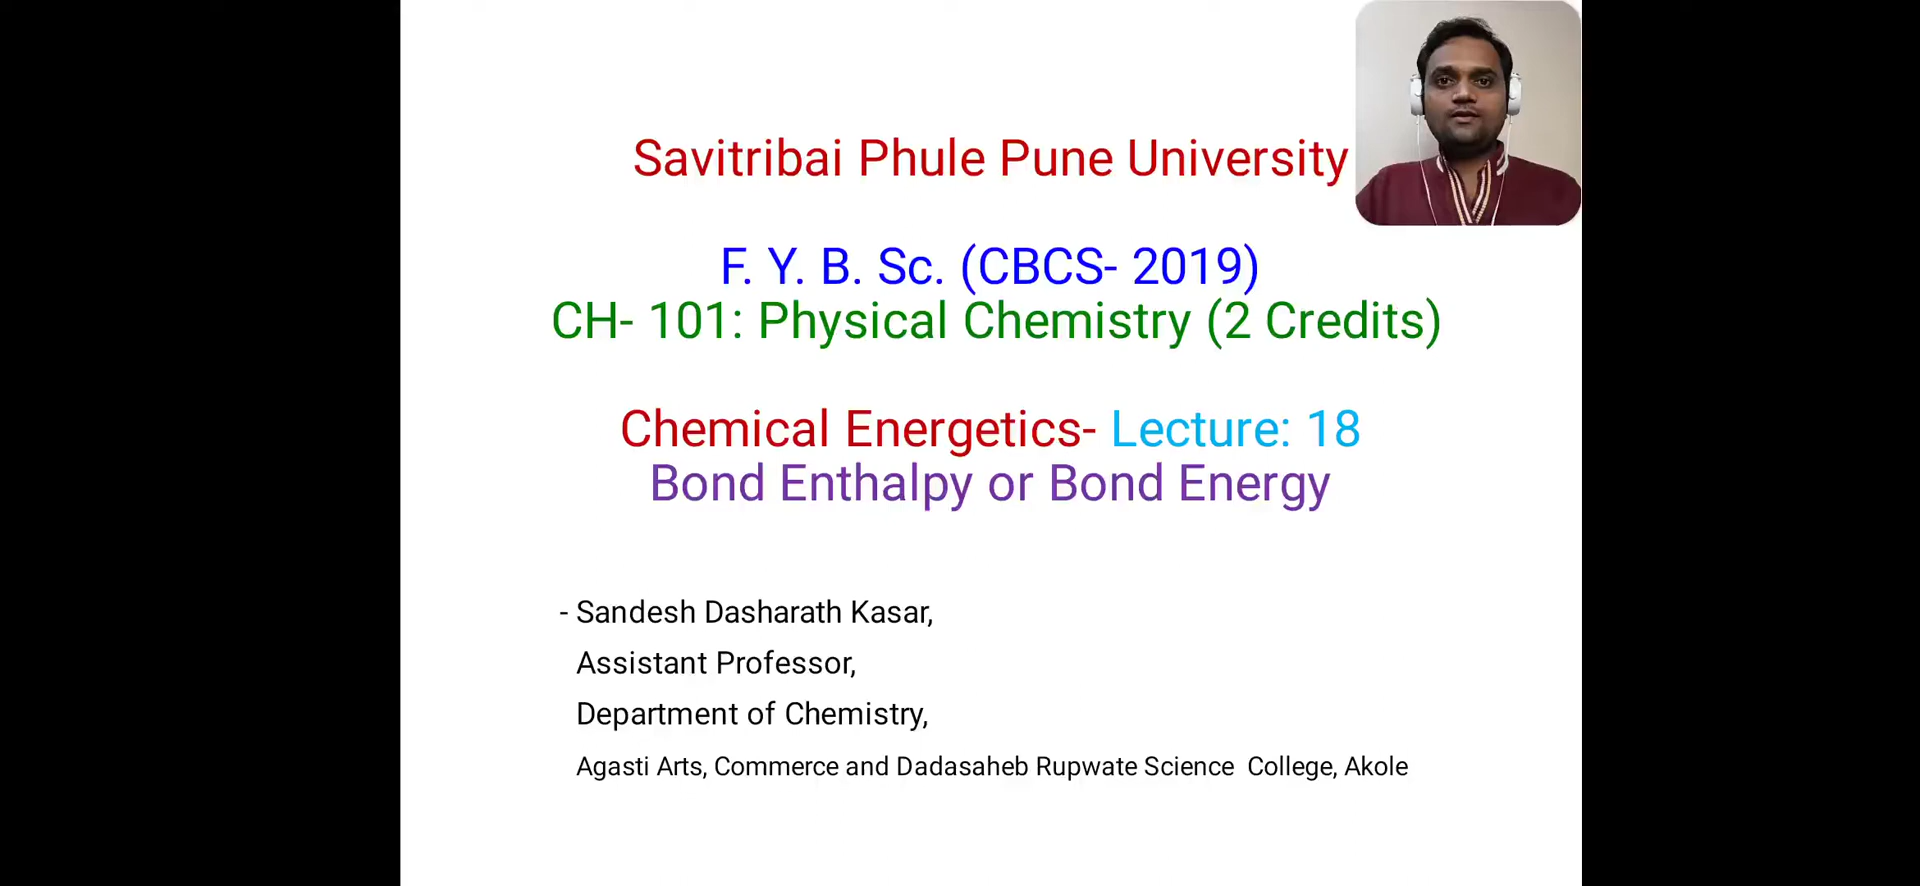 Savitribai Phule Pune University
F. Y. B. Sc. (CBCS- 2019)
CH- 101: Physical Chemistry (2 Credits)
Chemical Energetics- Lecture: 18
Bond Enthalpy or Bond Energy
- Sandesh Dasharath Kasar,
Assistant Professor,
Department of Chemistry,
Agasti Arts, Commerce and Dadasaheb Rupwate Science College, Akole